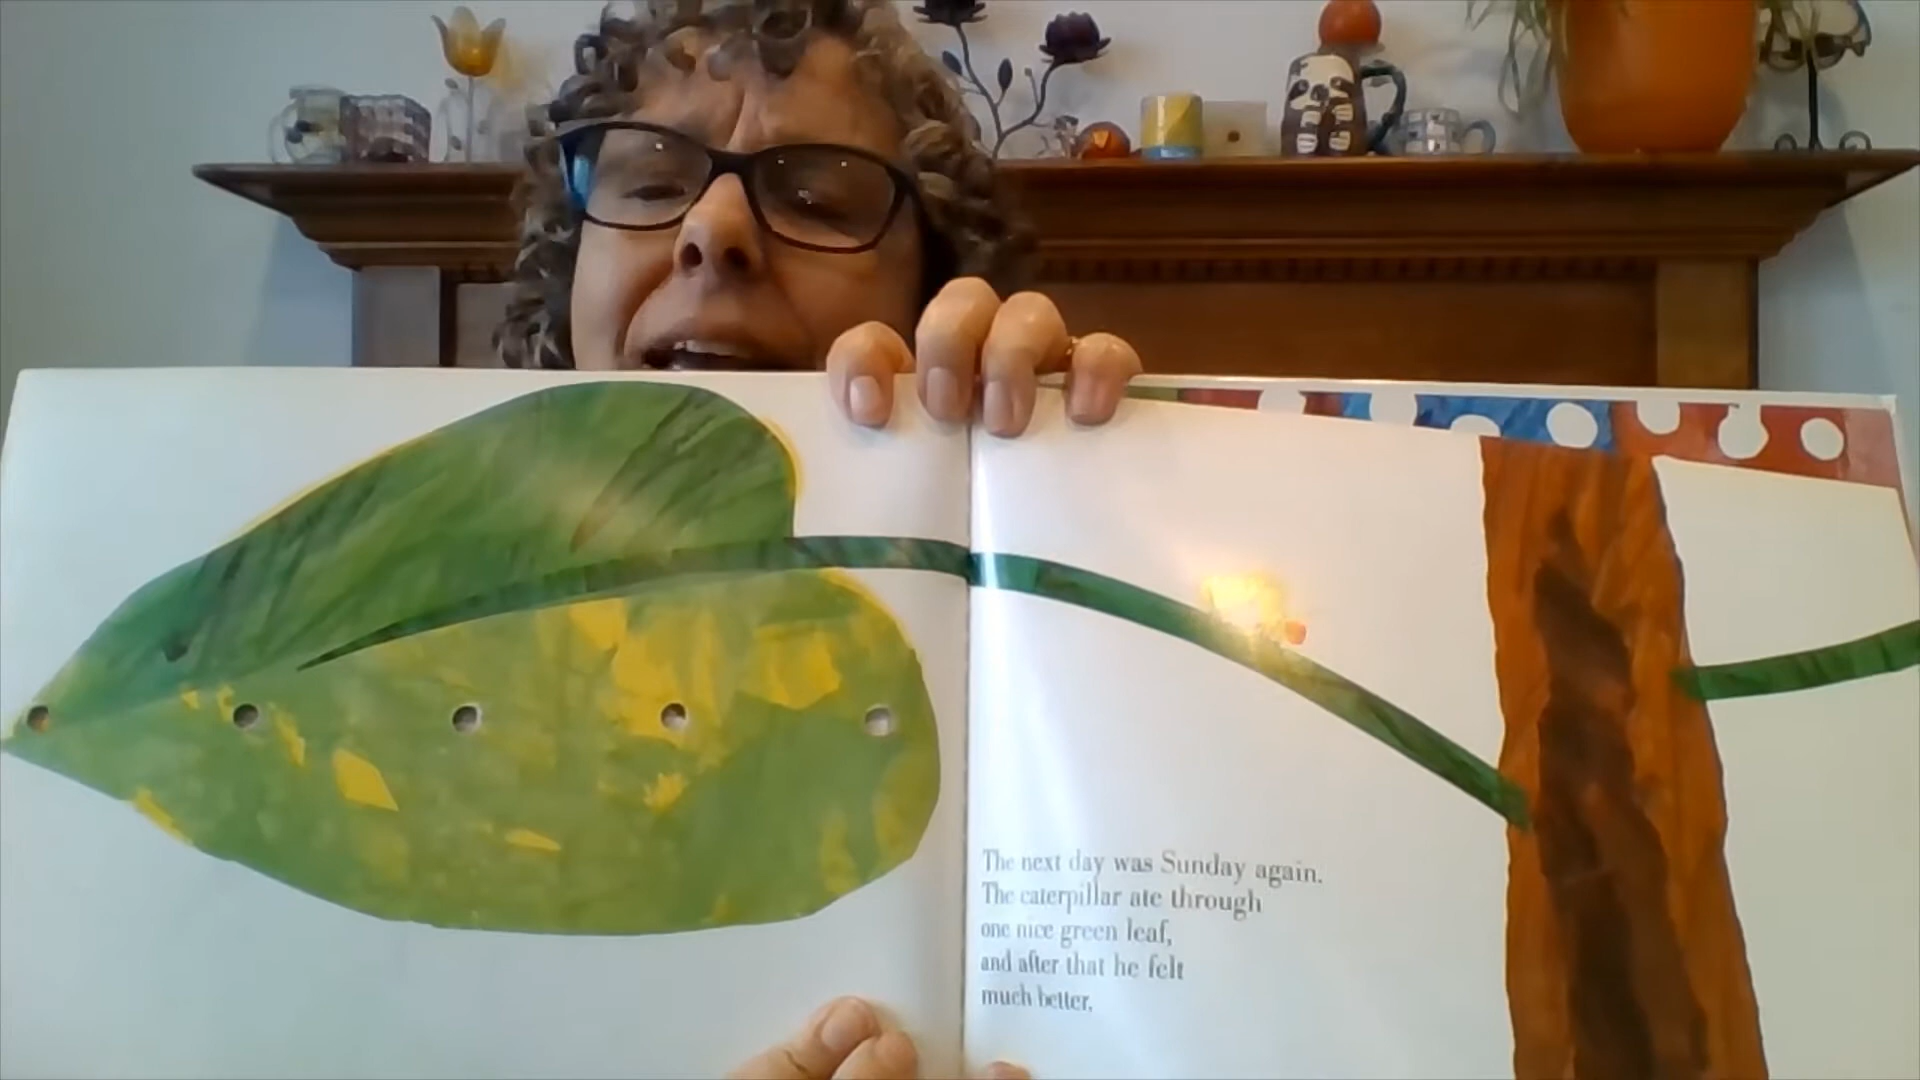 The next day was Sunday again.
The caterpillar ate through
one nice green leaf,
and after that he felt
much better.